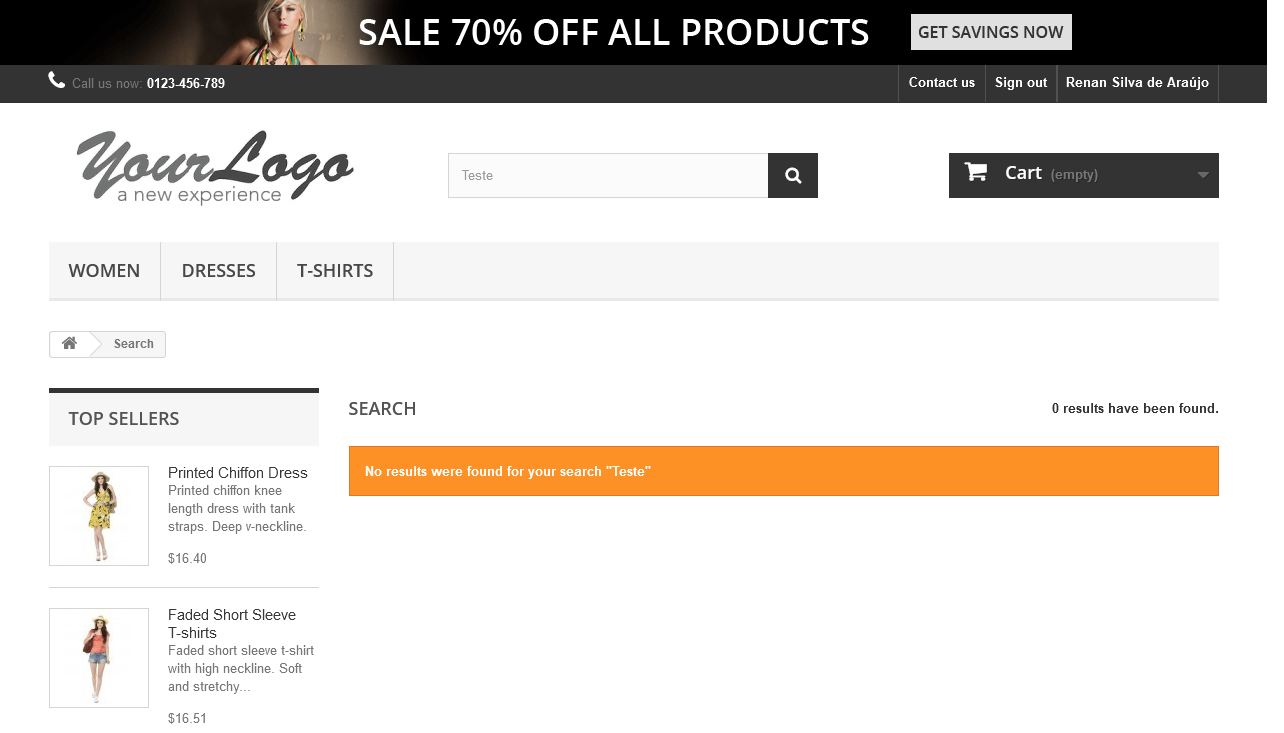 SALE 70% OFF ALL PRODUCTS
GET SAVINGS NOW
Call us now: 0123-456-789
Contact us
Sign out
Renan Silva de Araújo
Your Logo
a new experience
Teste
Cart (empty)
WOMEN
DRESSES
T-SHIRTS
Search
TOP SELLERS
Printed Chiffon Dress
Printed chiffon knee
length dress with tank
straps. Deep v-neckline.
$16.40
Faded Short Sleeve
T-shirts
Faded short sleeve t-shirt
with high neckline. Soft
and stretchy...
$16.51
SEARCH
0 results have been found.
No results were found for your search "Teste"